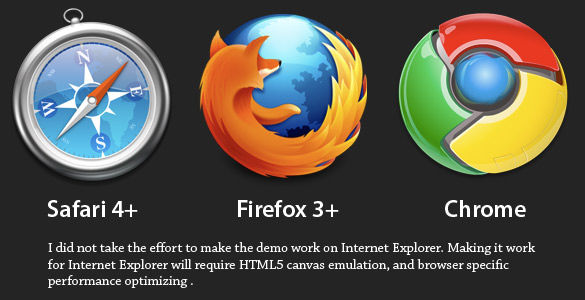 N
E
S
W
Safari 4+
Firefox 3+
Chrome
I did not take the effort to make the demo work on Internet Explorer. Making it work
for Internet Explorer will require HTML5 canvas emulation, and browser specific
performance optimizing .